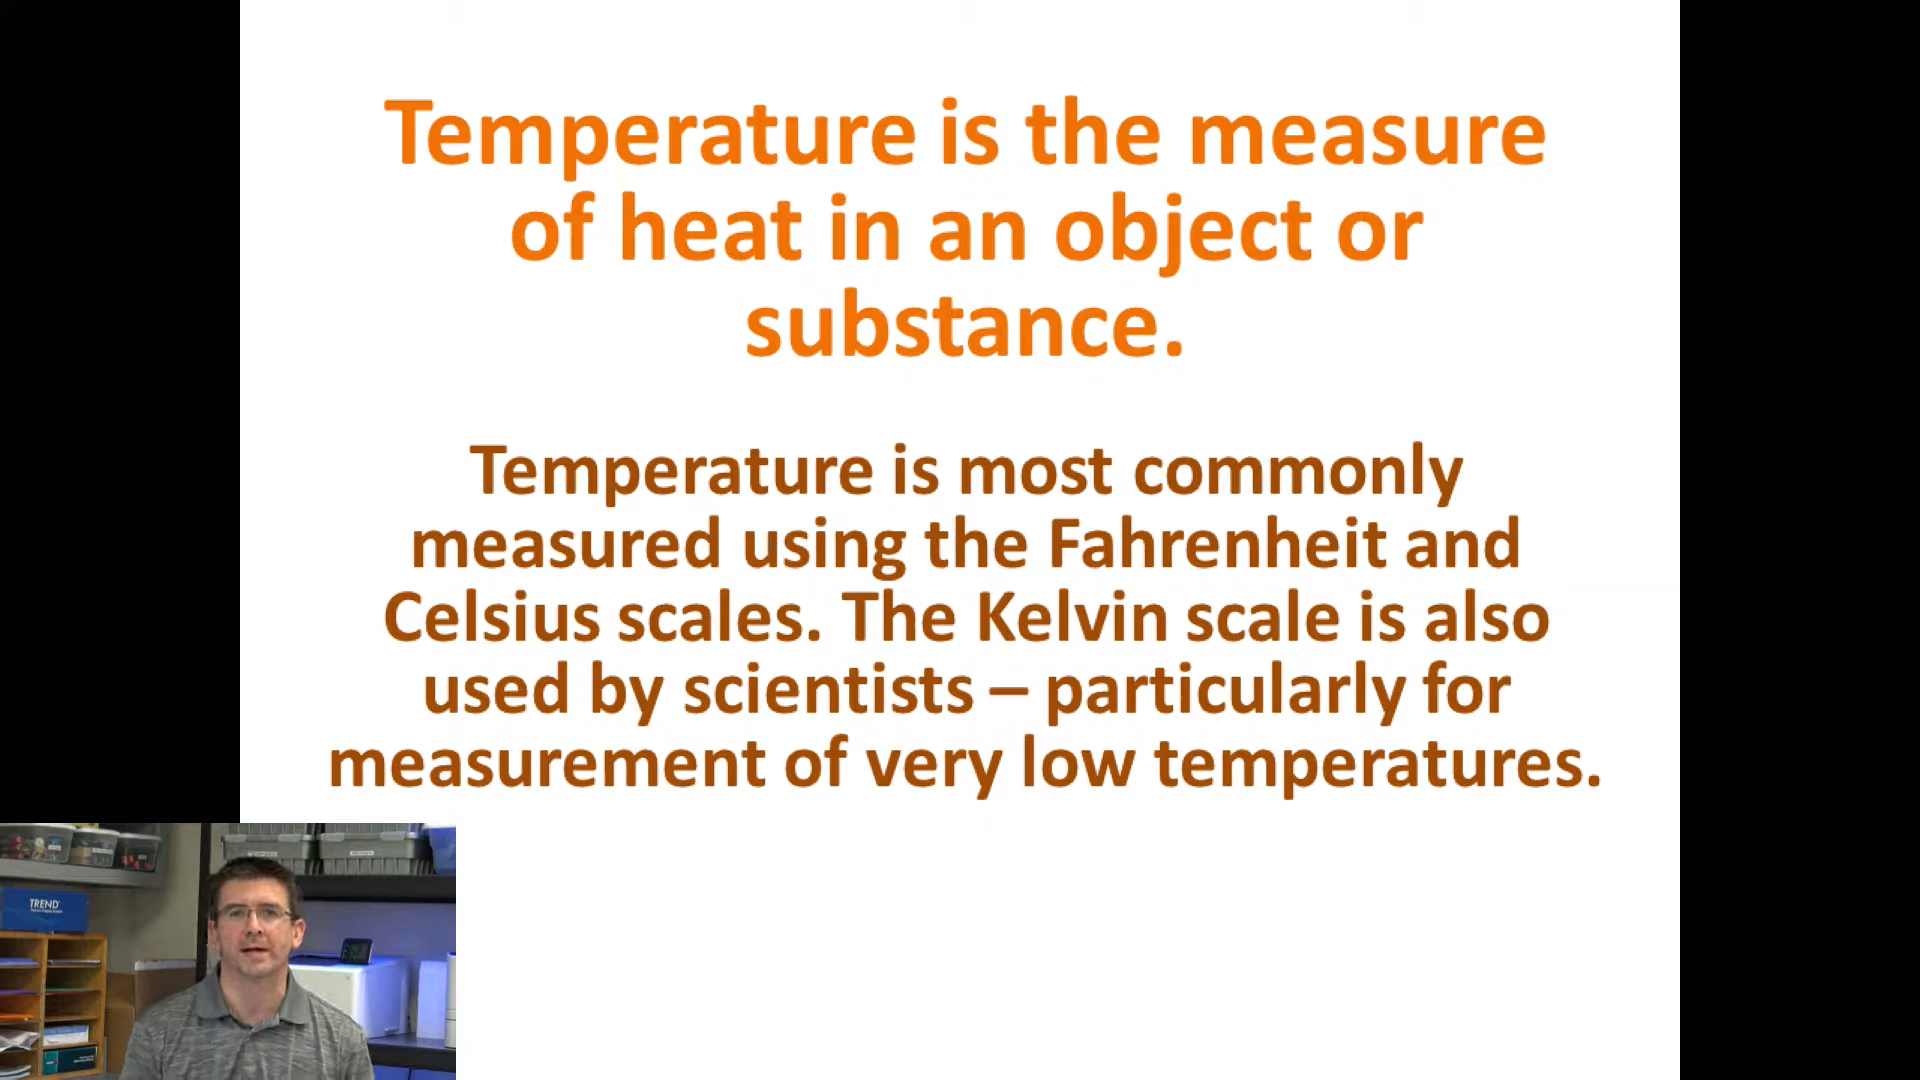 Temperature is the measure
of heat in an object or
substance.
Temperature is most commonly
measured using the Fahrenheit and
Celsius scales. The Kelvin scale is also
used by scientists – particularly for
measurement of very low temperatures.
TREND